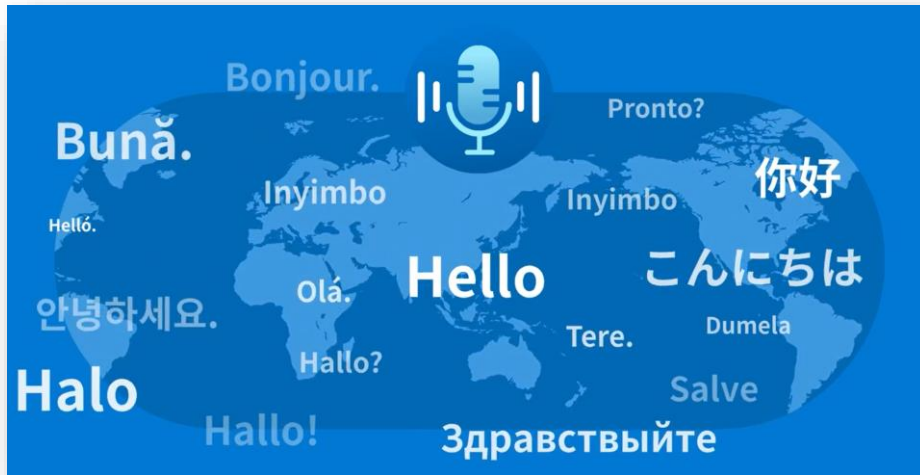 Bonjour.
Pronto?
Bună.
你好
Inyimbo
Inyimbo
Helló.
こんにちは
Hello
Olá.
안녕하세요.
Dumela
Tere.
Hallo?
Halo
Salve
Hallo!
Здравствыйте